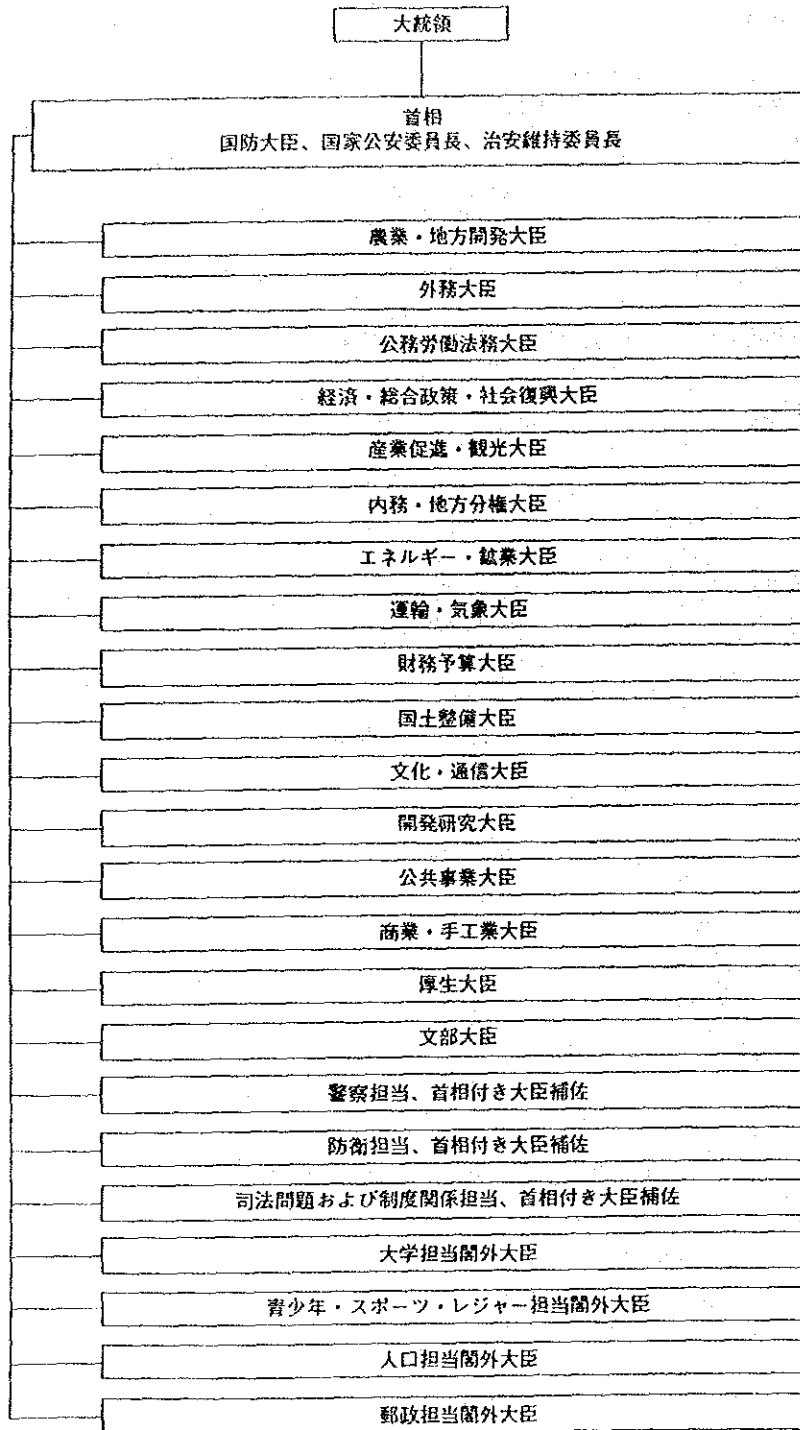 大統領
首相
国防大臣、国家公安委員長、治安維持委員長
農業・地方開発大臣
外務大臣
公務労働法務大臣
経済・総合政策・社会復興大臣
産業促進・観光大臣
内務・地方分権大臣
エネルギー・鉱業大臣
運輸・気象大臣
財務予算大臣
国土整備大臣
文化・通信大臣
開発研究大臣
公共事業大臣
商業・手工業大臣
厚生大臣
文部大臣
警察担当、首相付き大臣補佐
防衛担当、首相付き大臣補佐
司法問題および制度関係担当、首相付き大臣補佐
大学担当閣外大臣
青少年・スポーツ・レジャー担当閣外大臣
人口担当閣外大臣
郵政担当閣外大臣